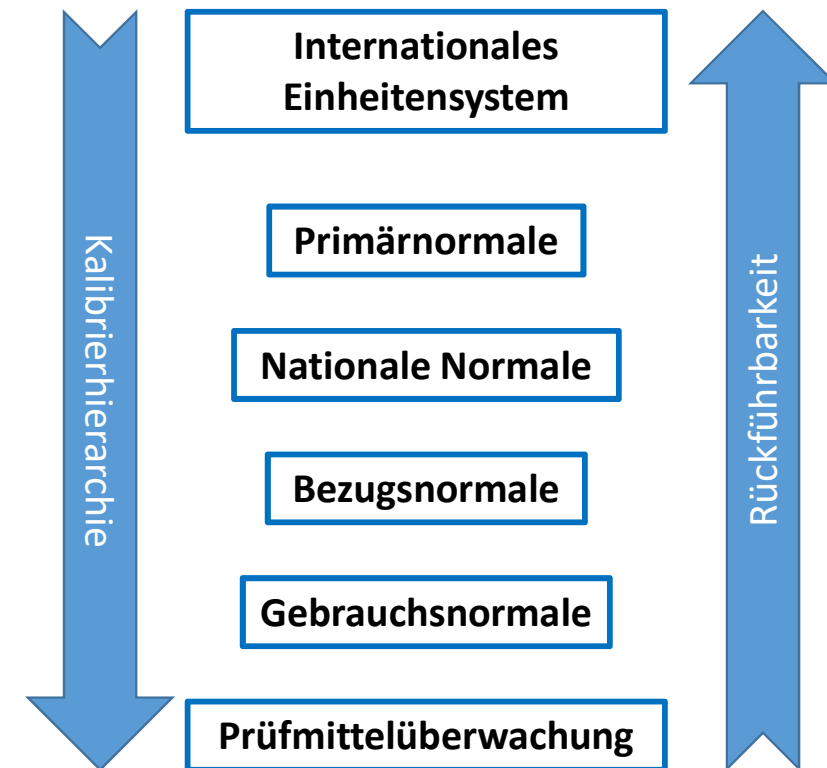 Internationales
Einheitensystem
Primärnormale
Nationale Normale
Bezugsnormale
Gebrauchsnormale
Prüfmittelüberwachung
Kalibrierhierarchie
Rückführbarkeit